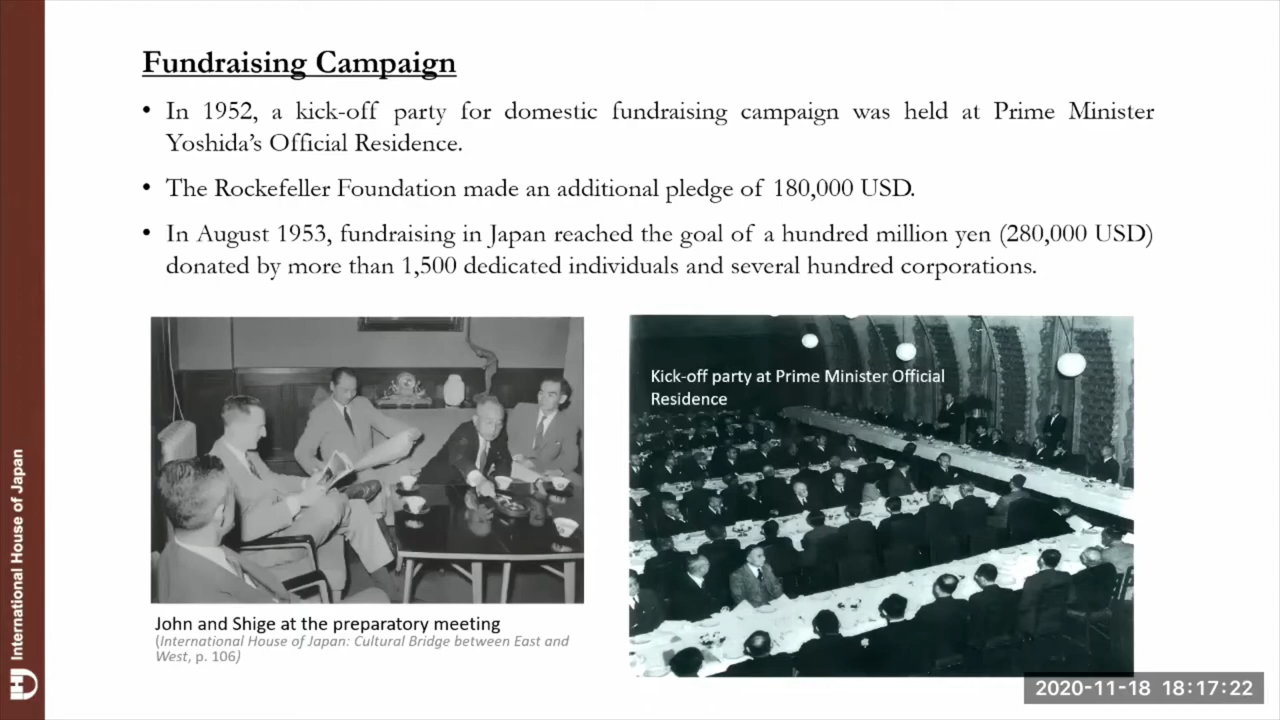 Fundraising Campaign
• In 1952, a kick-off party for domestic fundraising campaign was held at Prime Minister
Yoshida’s Official Residence.
• The Rockefeller Foundation made an additional pledge of 180,000 USD.
• In August 1953, fundraising in Japan reached the goal of a hundred million yen (280,000 USD)
donated by more than 1,500 dedicated individuals and several hundred corporations.
Kick-off party at Prime Minister Official
Residence
John and Shige at the preparatory meeting
(International House of Japan: Cultural Bridge between East and
West, p. 106)
International House of Japan
2020-11-18 18:17:22